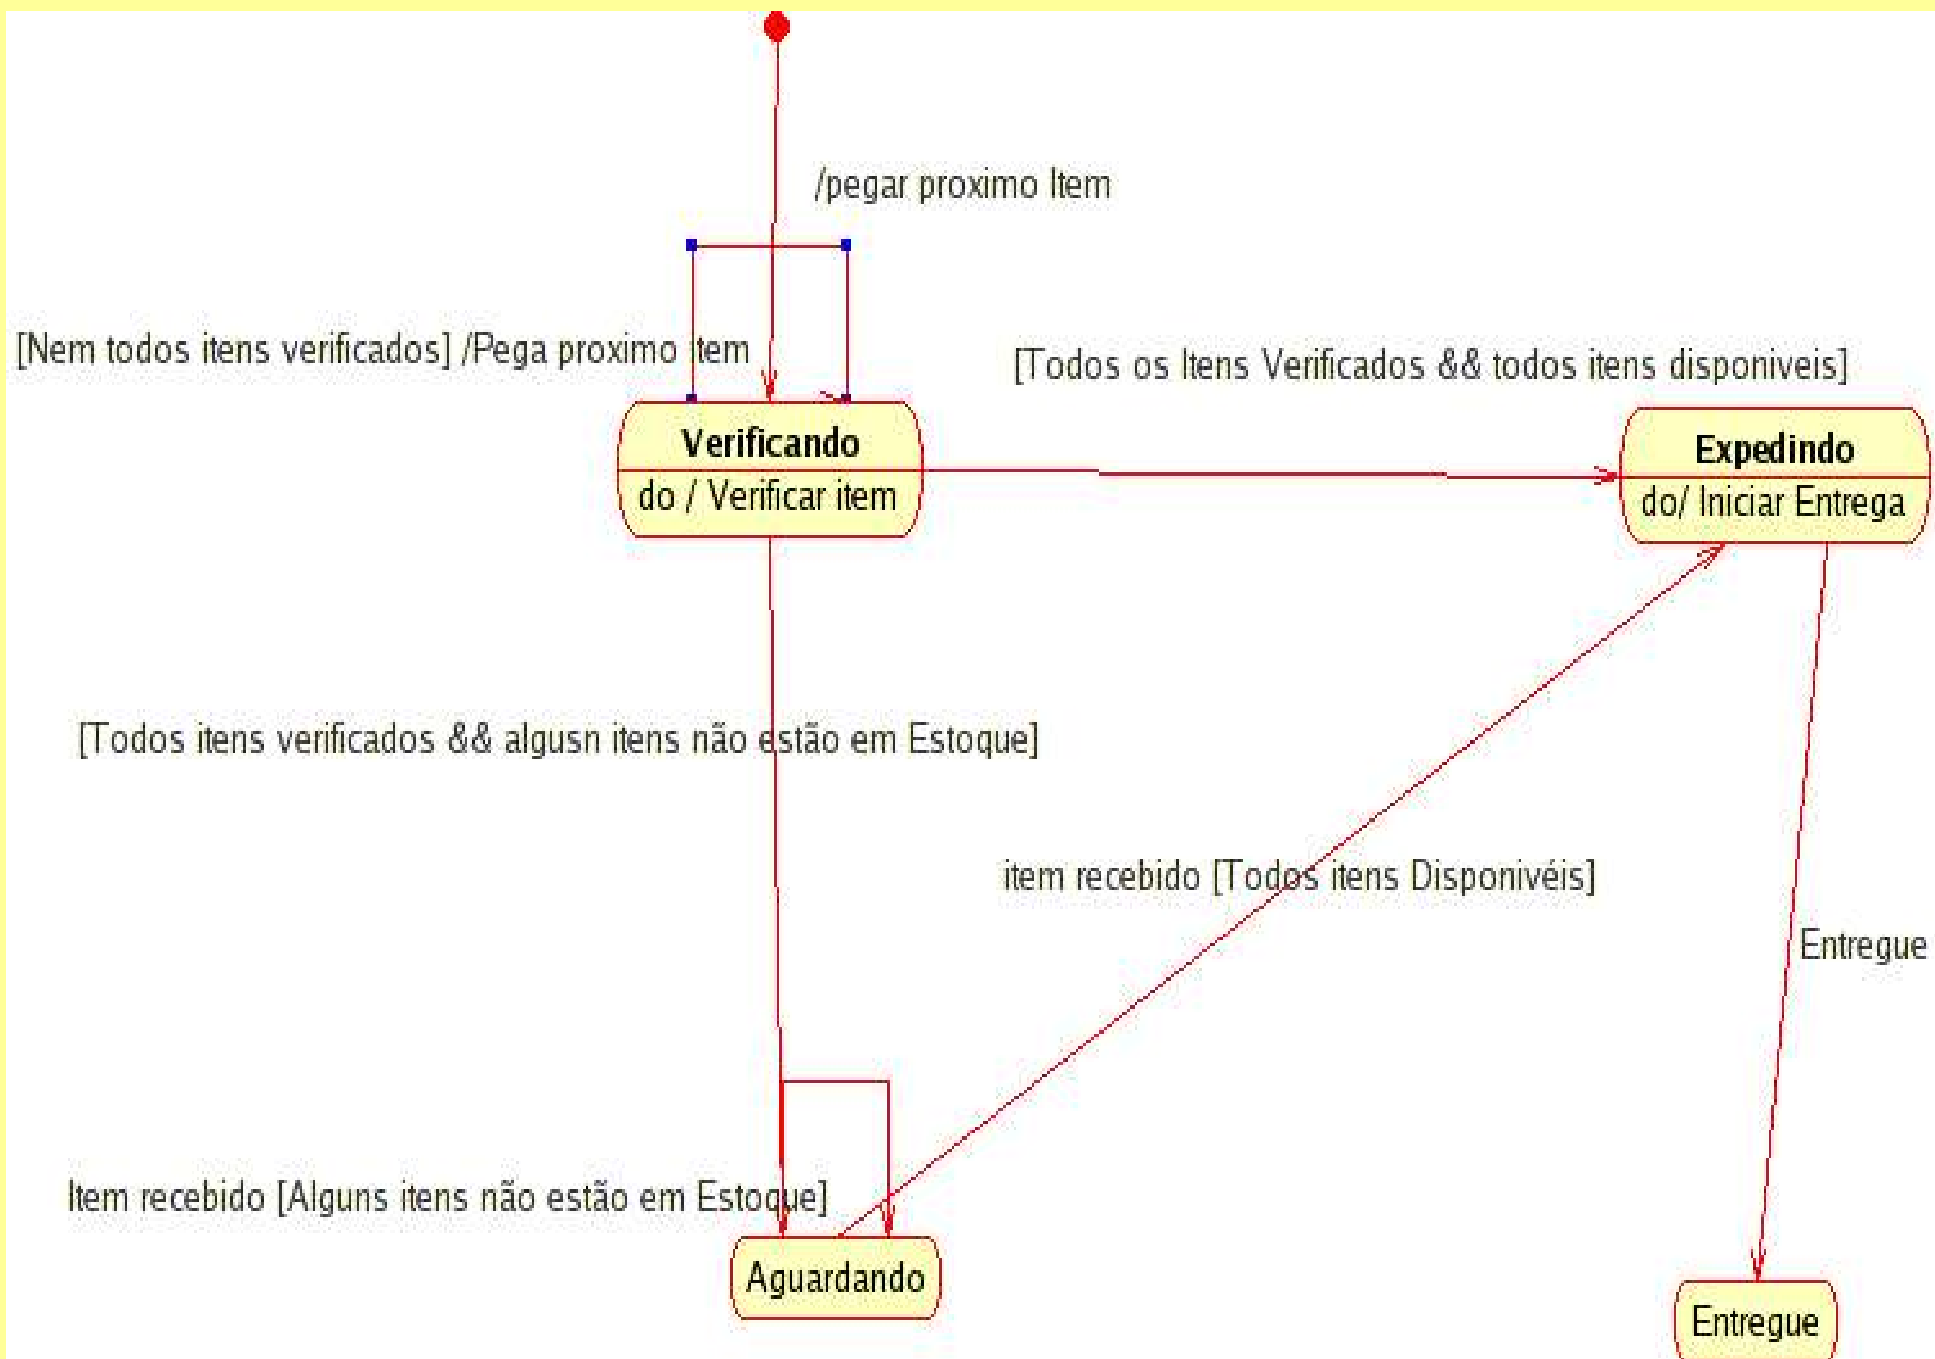 /pegar proximo Item
[Nem todos itens verificados] /Pega proximo item
[Todos os Itens Verificados && todos itens disponiveis]
Verificando
do / Verificar item
Expedindo
do/ Iniciar Entrega
[Todos itens verificados && algusn itens não estão em Estoque]
item recebido [Todos itens Disponivéis]
Entregue
Item recebido [Alguns itens não estão em Estoque]
Aguardando
Entregue